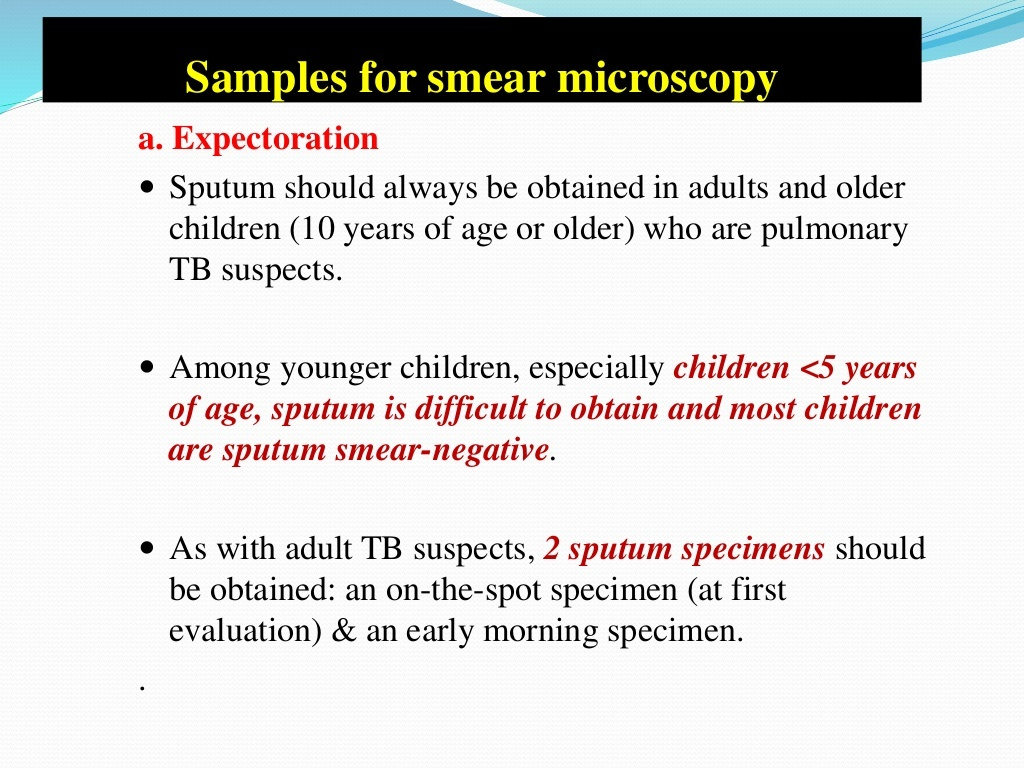 Samples for smear microscopy
a. Expectoration
• Sputum should always be obtained in adults and older
children (10 years of age or older) who are pulmonary
TB suspects.
• Among younger children, especially children <5 years
of age, sputum is difficult to obtain and most children
are sputum smear-negative.
• As with adult TB suspects, 2 sputum specimens should
be obtained: an on-the-spot specimen (at first
evaluation) & an early morning specimen.
.